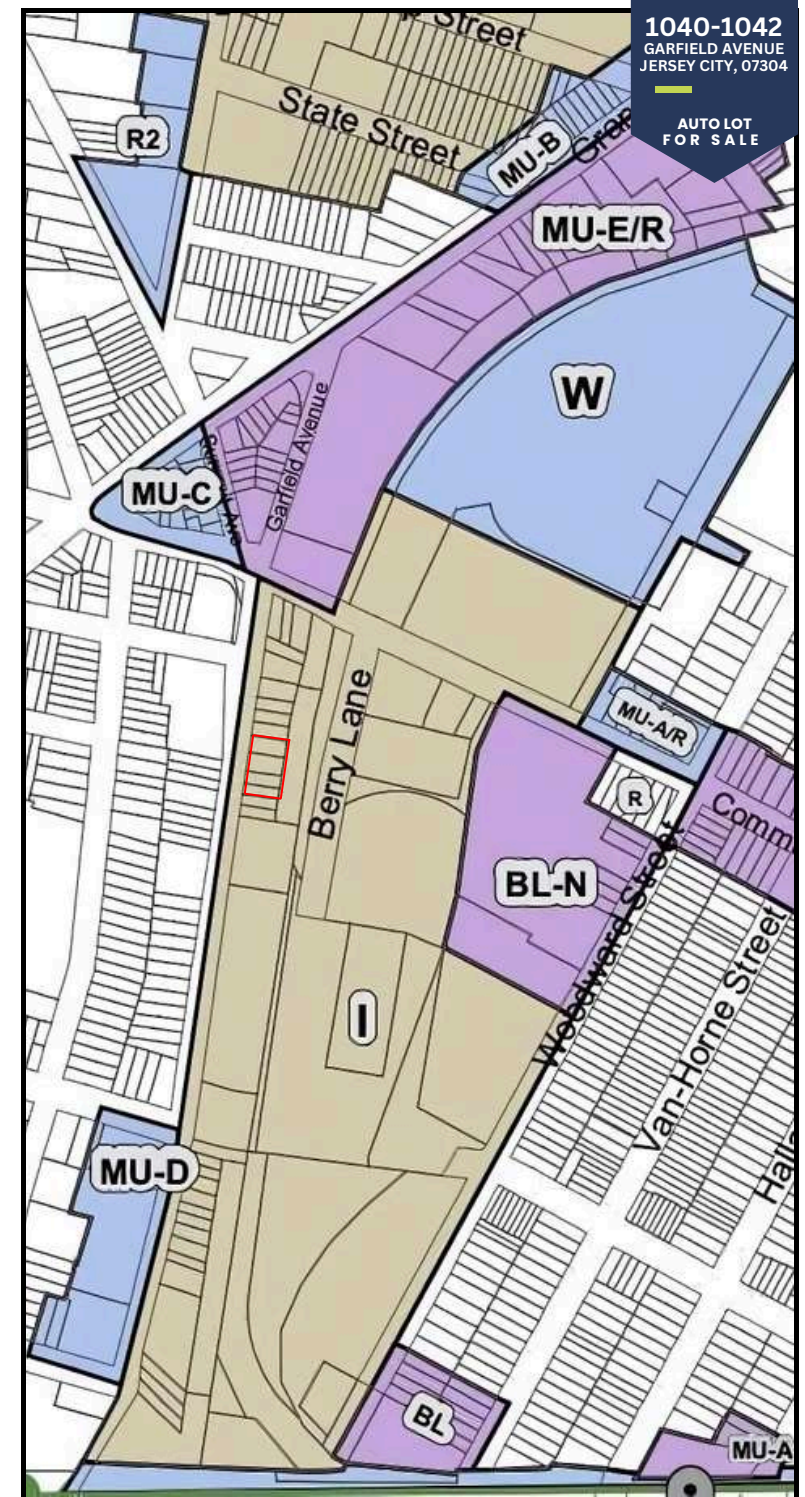 1040-1042
GARFIELD AVENUE
JERSEY CITY, 07304
AUTO LOT
FOR SALE
Street
State Street
R2
MU-B
MU-E/R
W
Garfield Avenue
MU-C
MU-A/R
Berry Lane
R
BL-N
Woodward Street
Van-Horne Street
I
MU-D
BL
MU-A